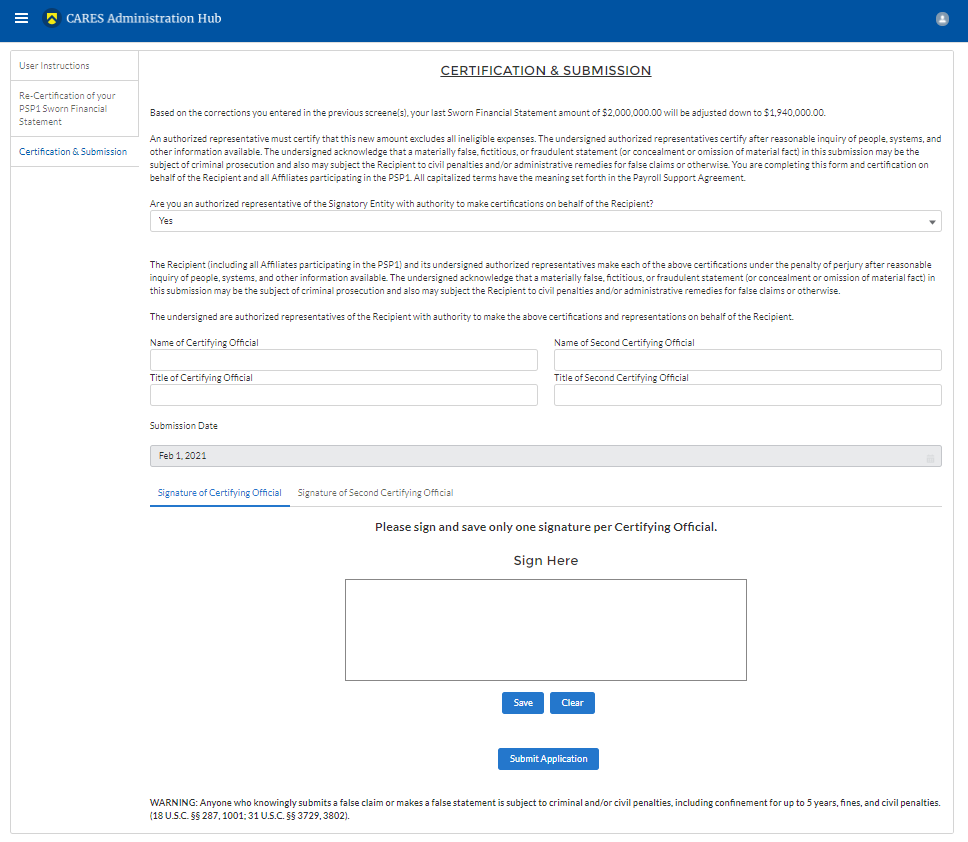 CARES Administration Hub
User Instructions
Re-Certification of your
PSP1 Sworn Financial
Statement
Certification & Submission
CERTIFICATION & SUBMISSION
Based on the corrections you entered in the previous screene(s), your last Sworn Financial Statement amount of $2,000,000.00 will be adjusted down to $1,940,000.00.
An authorized representative must certify that this new amount excludes all ineligible expenses. The undersigned authorized representatives certify after reasonable inquiry of people, systems, and
other information available. The undersigned acknowledge that a materially false, fictitious, or fraudulent statement (or concealment or omission of material fact) in this submission may be the
subject of criminal prosecution and also may subject the Recipient to civil penalties and/or administrative remedies for false claims or otherwise. You are completing this form and certification on
behalf of the Recipient and all Affiliates participating in the PSP1. All capitalized terms have the meaning set forth in the Payroll Support Agreement.
Are you an authorized representative of the Signatory Entity with authority to make certifications on behalf of the Recipient?
Yes
The Recipient (including all Affiliates participating in the PSP1) and its undersigned authorized representatives make each of the above certifications under the penalty of perjury after reasonable
inquiry of people, systems, and other information available. The undersigned acknowledge that a materially false, fictitious, or fraudulent statement (or concealment or omission of material fact) in
this submission may be the subject of criminal prosecution and also may subject the Recipient to civil penalties and/or administrative remedies for false claims or otherwise.
The undersigned are authorized representatives of the Recipient with authority to make the above certifications and representations on behalf of the Recipient.
Name of Certifying Official
Name of Second Certifying Official
Title of Certifying Official
Title of Second Certifying Official
Submission Date
Feb 1, 2021
Signature of Certifying Official
Signature of Second Certifying Official
Please sign and save only one signature per Certifying Official.
Sign Here
Save
Clear
Submit Application
WARNING: Anyone who knowingly submits a false claim or makes a false statement is subject to criminal and/or civil penalties, including confinement for up to 5 years, fines, and civil penalties.
(18 U.S.C. §§ 287, 1001; 31 U.S.C. §§ 3729, 3802).